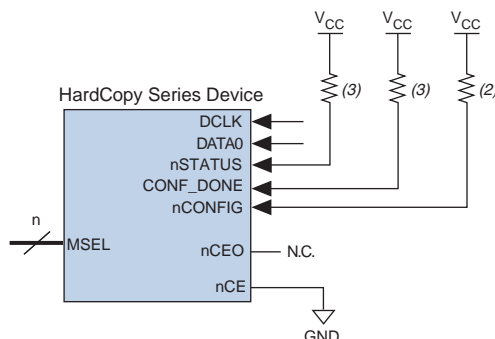 VCC VCC VCC
(3) (3) (2)
HardCopy Series Device
DCLK
DATA0
nSTATUS
CONF_DONE
nCONFIG
n
MSEL
nCEO N.C.
nCE
GND